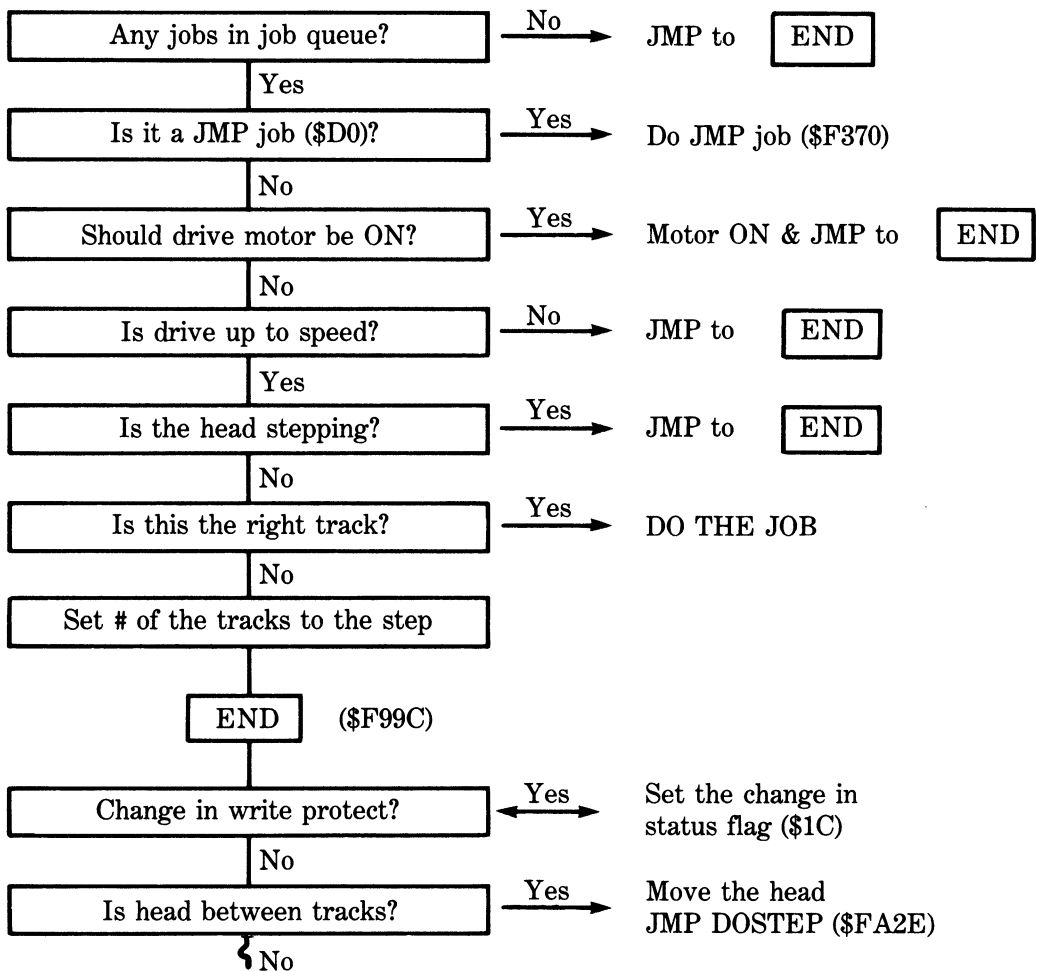 Any jobs in job queue? No JMP to END
Yes
Is it a JMP job ($D0)? Yes Do JMP job ($F370)
No
Should drive motor be ON? Yes Motor ON & JMP to END
No
Is drive up to speed? No JMP to END
Yes
Is the head stepping? Yes JMP to END
No
Is this the right track? Yes DO THE JOB
No
Set # of the tracks to the step
END ($F99C)
Change in write protect? Yes Set the change in
status flag ($1C)
No
Is head between tracks? Yes Move the head
JMP DOSTEP ($FA2E)
No